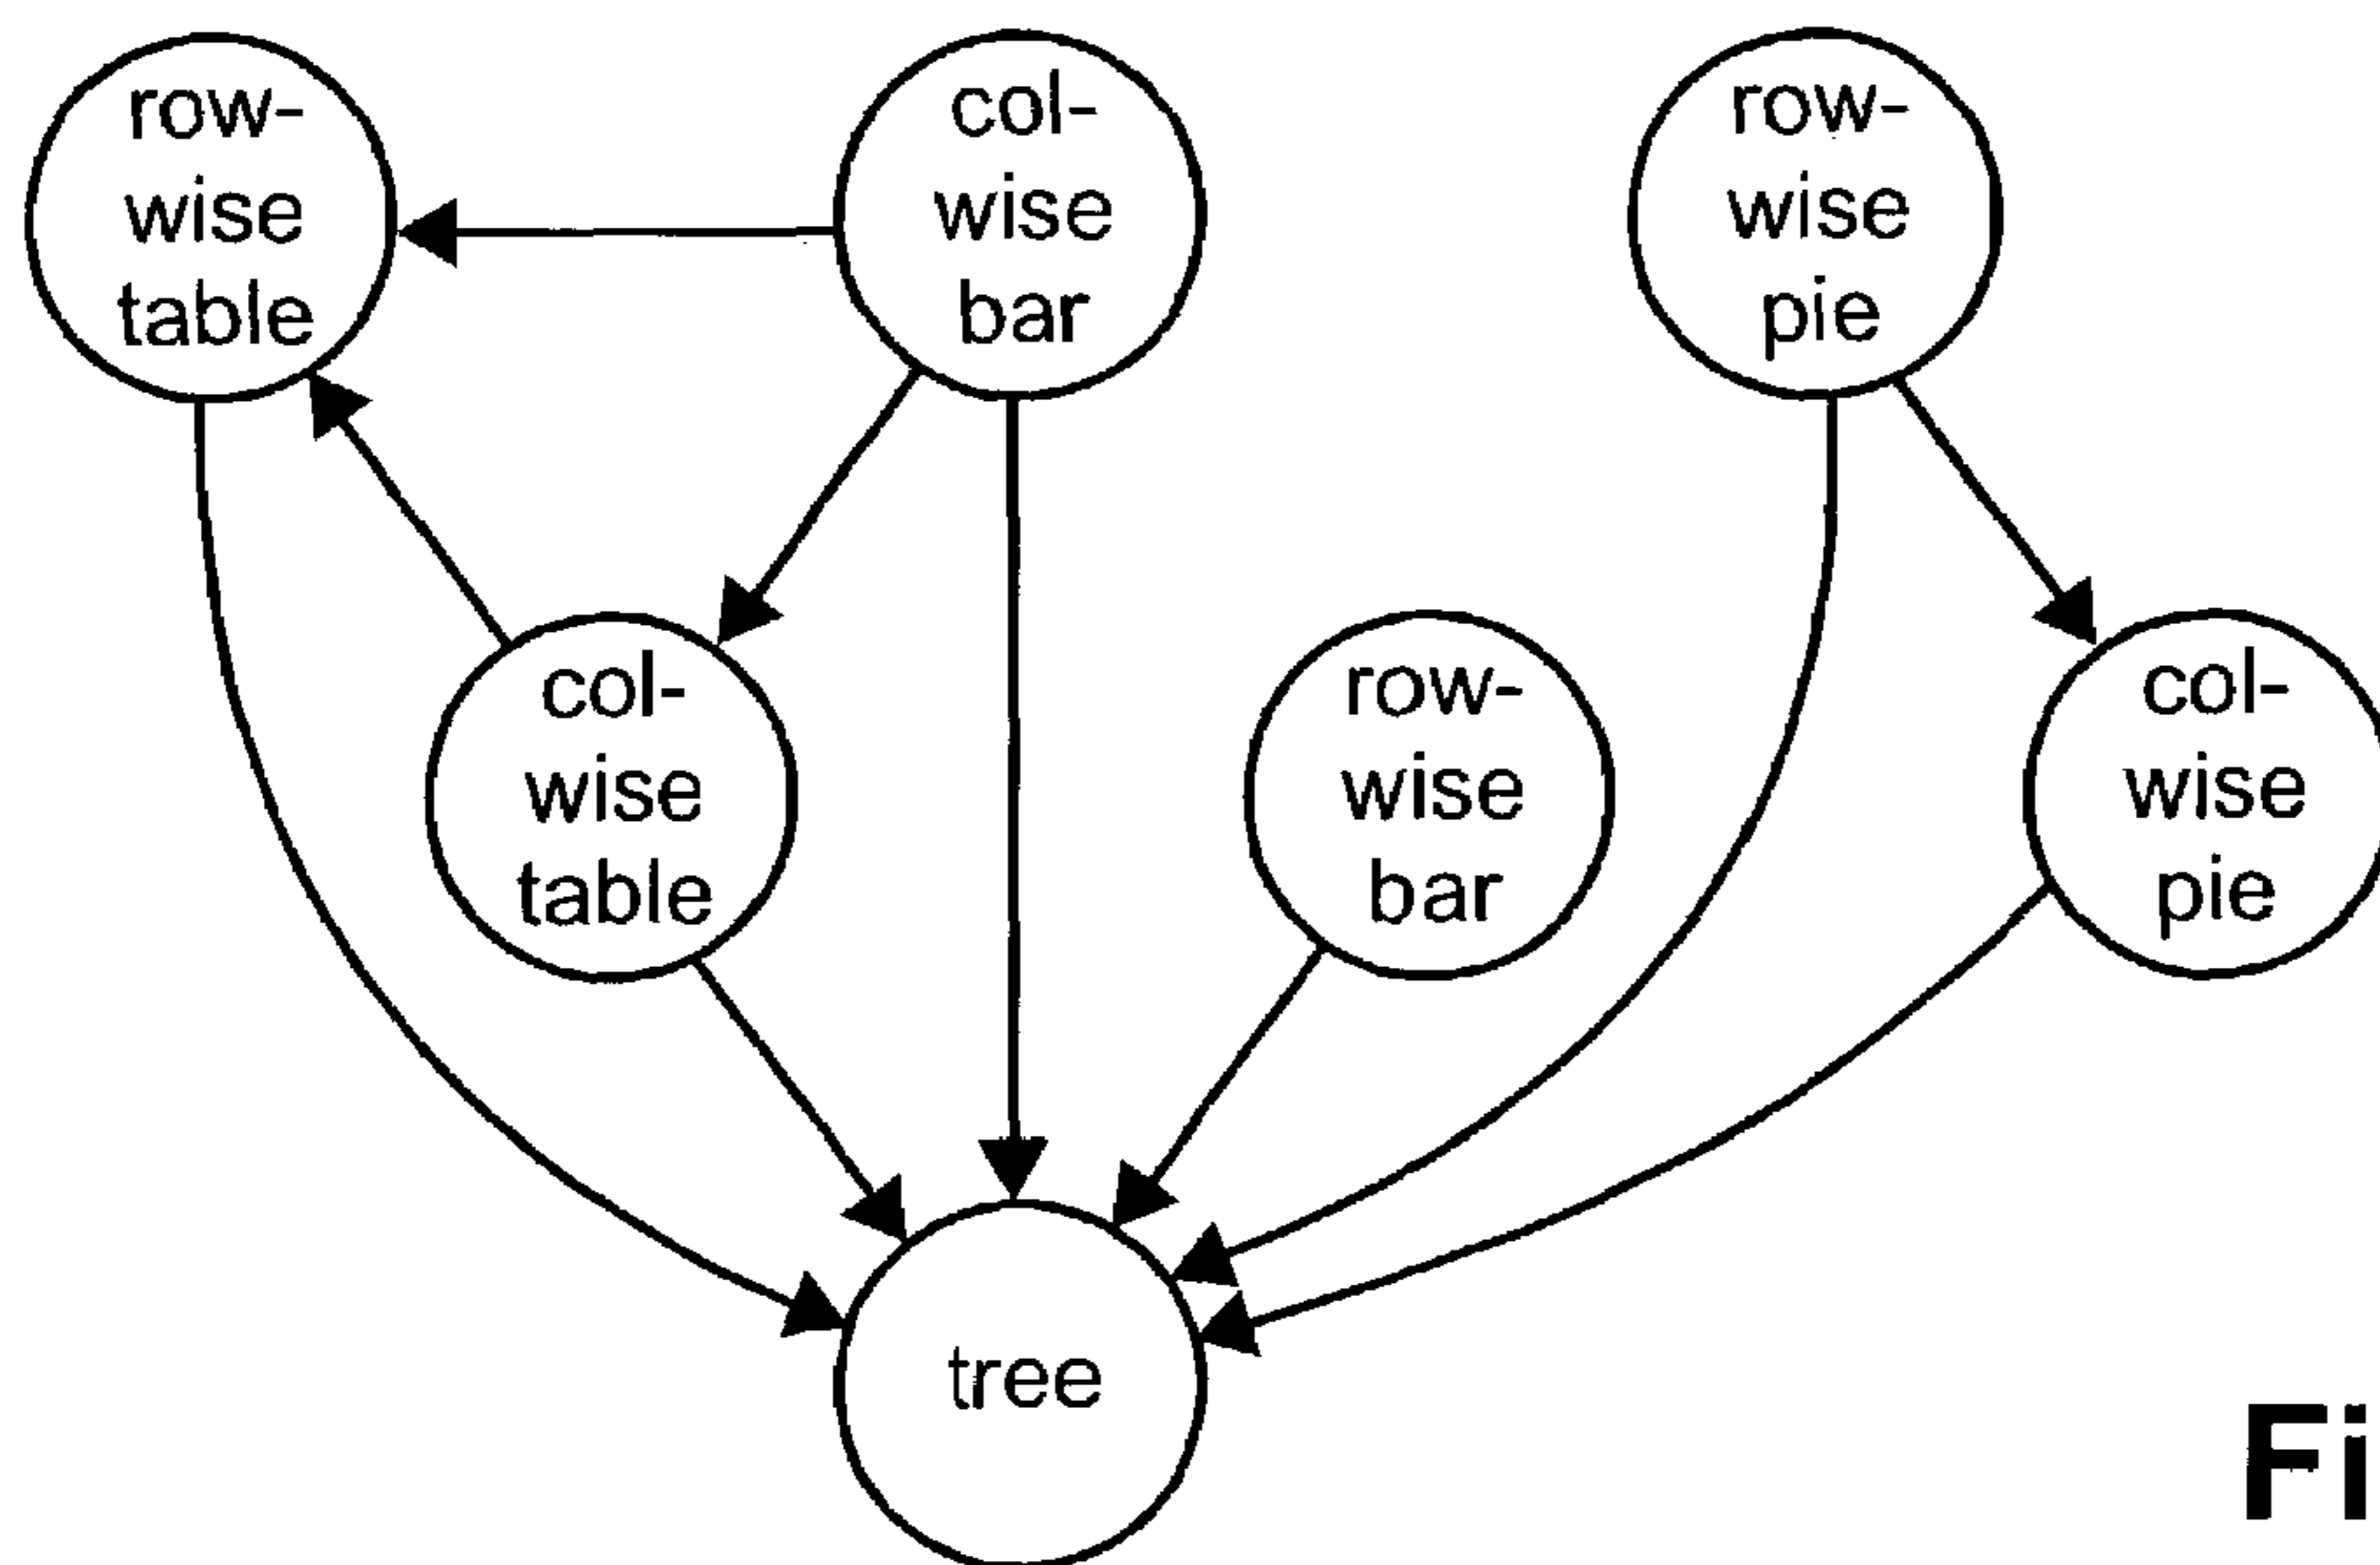 row-
wise
table
col-
wise
bar
row-
wise
pie
col-
wise
table
row-
wise
bar
col-
wise
pie
tree
Fi